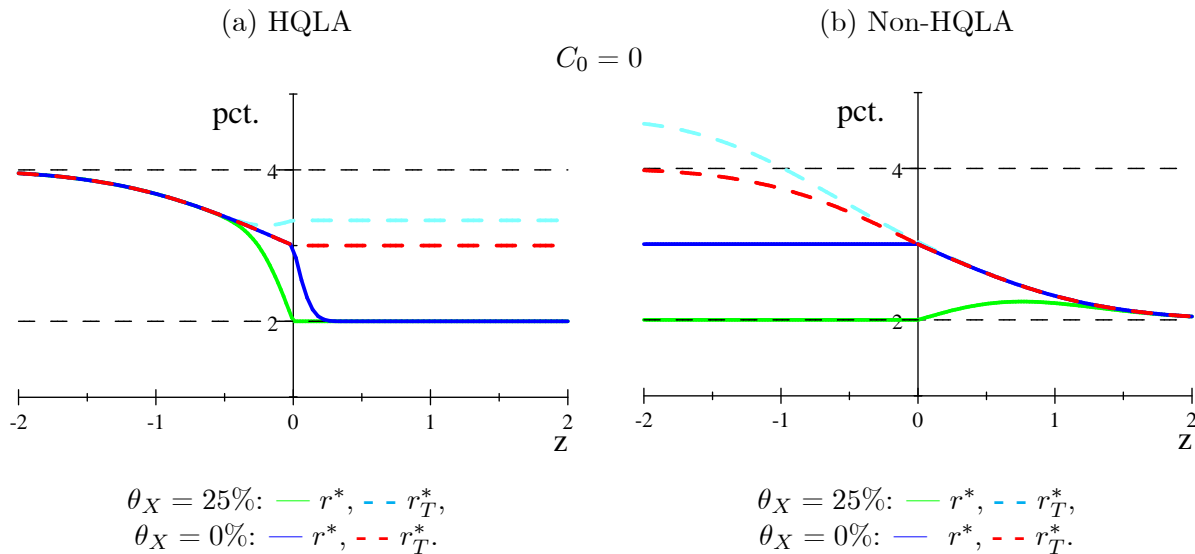 (a) HQLA
(b) Non-HQLA
C₀ = 0
pct.
4
2
-2 -1 0 1 2
z
pct.
4
2
-2 -1 0 1 2
z
θ_X = 25%: — r*, - - r*_T,
θ_X = 0%: — r*, - - r*_T.
θ_X = 25%: — r*, - - r*_T,
θ_X = 0%: — r*, - - r*_T.